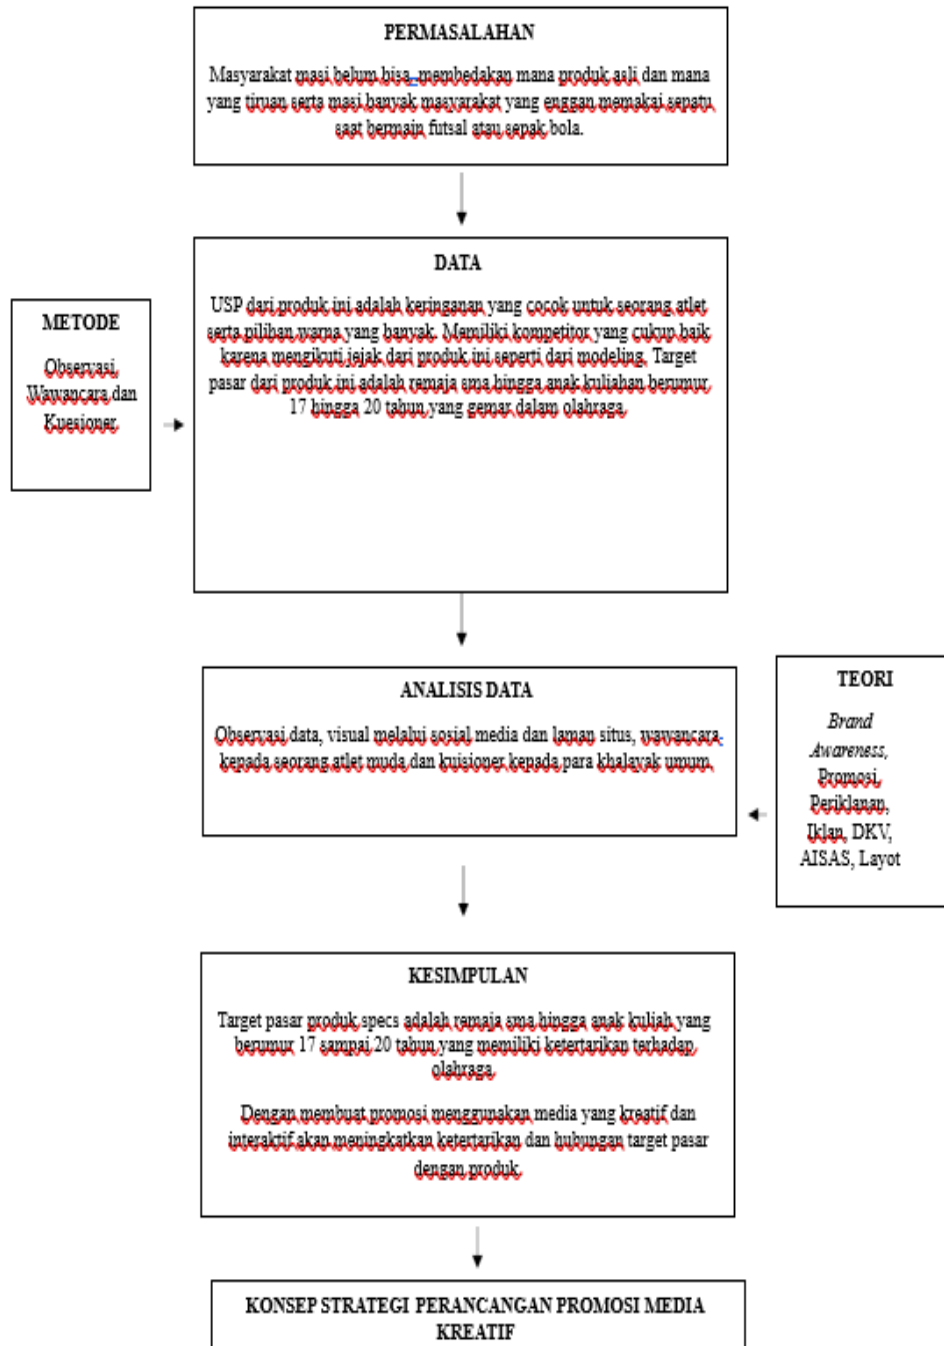 PERMASALAHAN
Masyarakat masi belum bisa membedakan mana produk asli dan mana
yang tiruan serta masi banyak masyarakat yang enggan memakai sepatu
saat bermain futsal atau sepak bola.
DATA
USP dari produk ini adalah keringanan yang cocok untuk seorang atlet
serta pilihan warna yang banyak. Memiliki kompetitor yang cukup baik
karena mengikuti jejak dari produk ini seperti dari modeling. Target
pasar dari produk ini adalah remaja sma hingga anak kuliahan berumur
17 hingga 20 tahun yang gemar dalam olahraga.
METODE
Observasi,
Wawancara dan
Kuesioner.
ANALISIS DATA
Observasi data, visual melalui sosial media dan laman situs, wawancara
kepada seorang atlet muda dan kuisioner kepada para khalayak umum.
TEORI
Brand
Awareness,
Promosi,
Periklanan,
Iklan, DKV,
AISAS, Layot
KESIMPULAN
Target pasar produk specs adalah remaja sma hingga anak kuliah yang
berumur 17 sampai 20 tahun yang memiliki ketertarikan terhadap
olahraga.
Dengan membuat promosi menggunakan media yang kreatif dan
interaktif akan meningkatkan ketertarikan dan hubungan target pasar
dengan produk.
KONSEP STRATEGI PERANCANGAN PROMOSI MEDIA
KREATIF